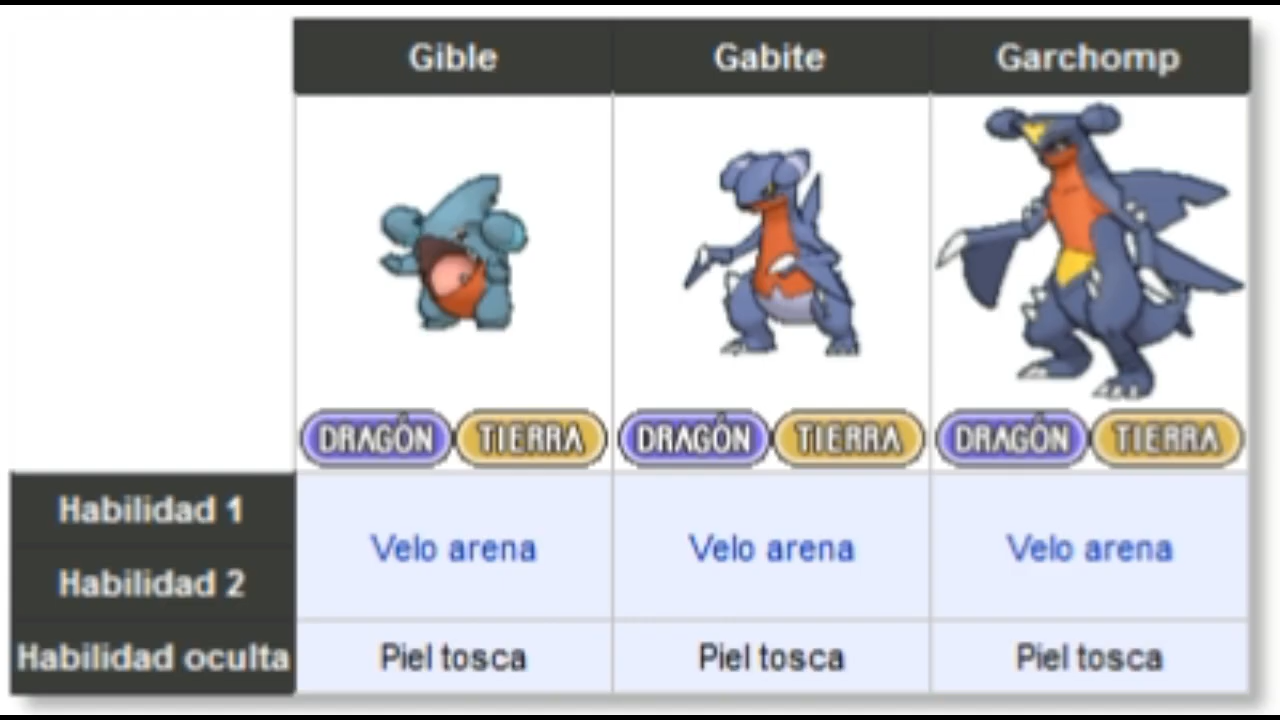 Gible Gabite Garchomp
DRAGÓN TIERRA DRAGÓN TIERRA DRAGÓN TIERRA
Habilidad 1
Velo arena Velo arena Velo arena
Habilidad 2
Habilidad oculta Piel tosca Piel tosca Piel tosca